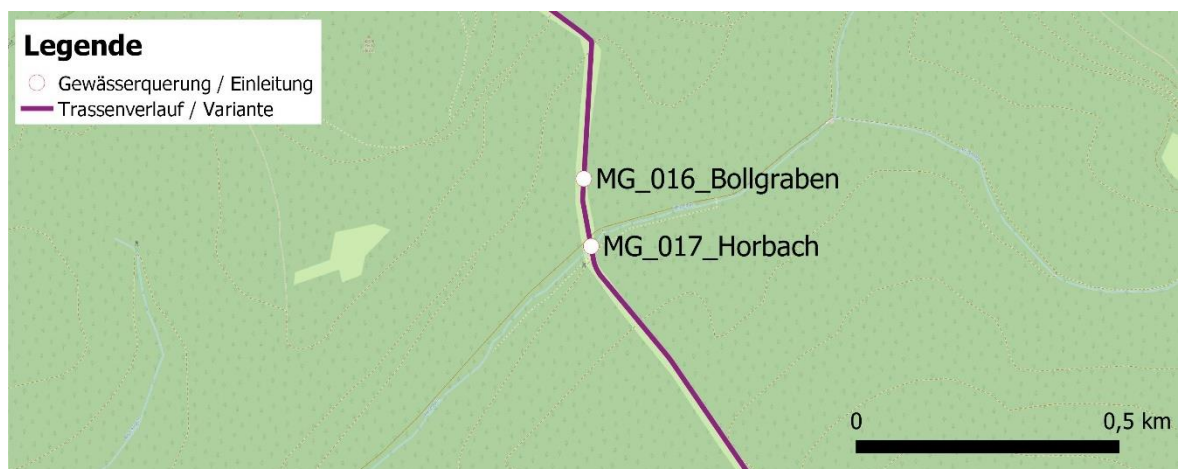 Legende
Gewässerquerung / Einleitung
Trassenverlauf / Variante
MG_016_Bollgraben
MG_017_Horbach
0 0,5 km